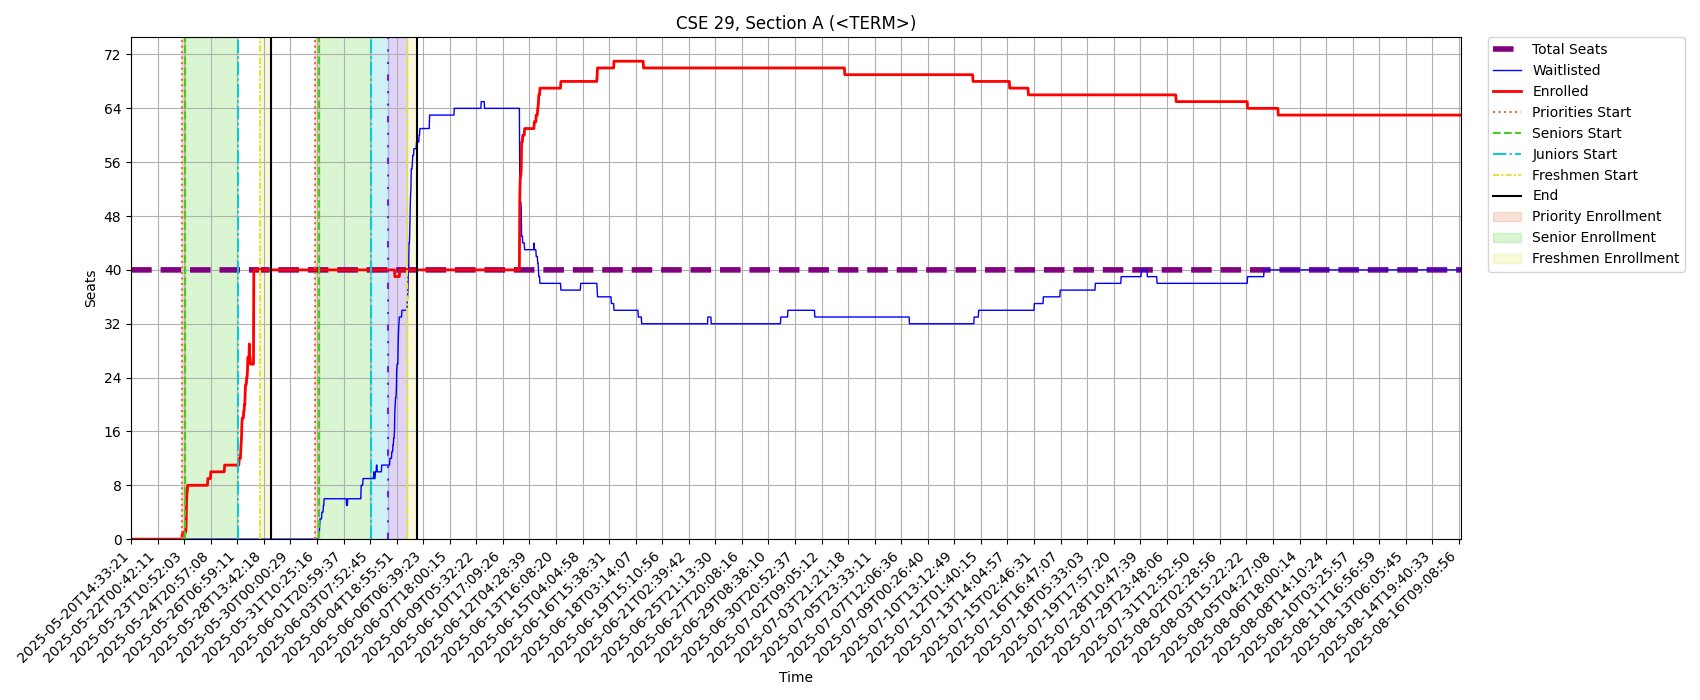 CSE 29, Section A (<TERM>)
Seats
72
64
56
48
40
32
24
16
8
0
Total Seats
Waitlisted
Enrolled
Priorities Start
Seniors Start
Juniors Start
Freshmen Start
End
Priority Enrollment
Senior Enrollment
Freshmen Enrollment
2025-05-20T14:33:21
2025-05-22T00:42:11
2025-05-23T10:52:03
2025-05-24T20:57:08
2025-05-26T06:59:11
2025-05-28T13:42:18
2025-05-30T00:00:29
2025-05-31T10:25:16
2025-06-01T20:59:37
2025-06-03T07:52:45
2025-06-04T18:55:51
2025-06-06T06:39:23
2025-06-07T18:00:15
2025-06-09T05:32:22
2025-06-10T17:09:26
2025-06-12T04:28:39
2025-06-13T16:08:20
2025-06-15T04:04:58
2025-06-16T15:38:31
2025-06-18T03:14:07
2025-06-19T15:10:56
2025-06-21T02:39:42
2025-06-25T21:13:30
2025-06-27T20:08:16
2025-06-29T08:38:10
2025-06-30T20:52:37
2025-07-02T09:05:12
2025-07-03T21:21:18
2025-07-05T23:33:11
2025-07-07T12:06:36
2025-07-09T00:26:40
2025-07-10T13:12:49
2025-07-12T01:40:15
2025-07-13T14:04:57
2025-07-15T02:46:31
2025-07-16T16:47:07
2025-07-18T05:33:03
2025-07-19T17:57:20
2025-07-28T10:47:39
2025-07-29T23:48:06
2025-07-31T12:52:50
2025-08-02T02:28:56
2025-08-03T15:22:22
2025-08-05T04:27:08
2025-08-06T18:00:14
2025-08-08T14:10:24
2025-08-10T03:25:57
2025-08-11T16:56:59
2025-08-13T06:05:45
2025-08-14T19:40:33
2025-08-16T09:08:56
Time